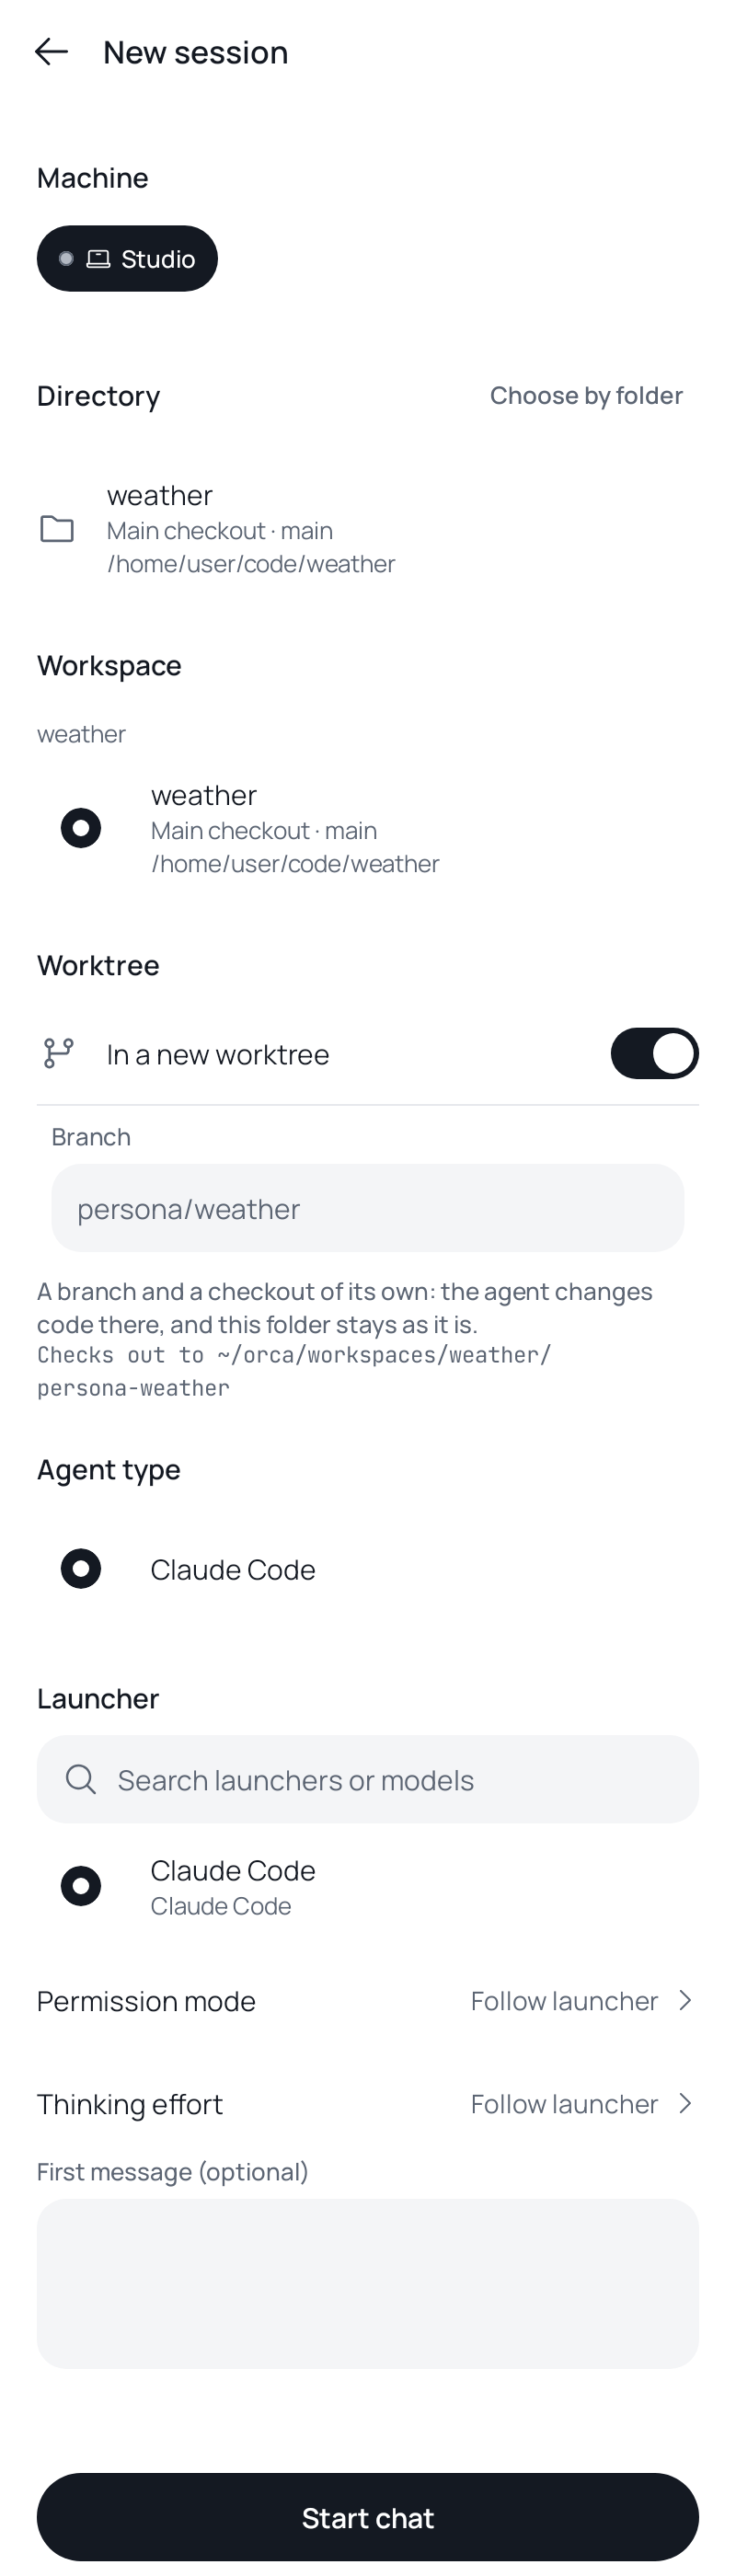 New session
Machine
Studio
Directory
Choose by folder
weather
Main checkout · main
/home/user/code/weather
Workspace
weather
weather
Main checkout · main
/home/user/code/weather
Worktree
In a new worktree
Branch
persona/weather
A branch and a checkout of its own: the agent changes
code there, and this folder stays as it is.
Checks out to ~/orca/workspaces/weather/
persona-weather
Agent type
Claude Code
Launcher
Search launchers or models
Claude Code
Claude Code
Permission mode
Follow launcher
Thinking effort
Follow launcher
First message (optional)
Start chat